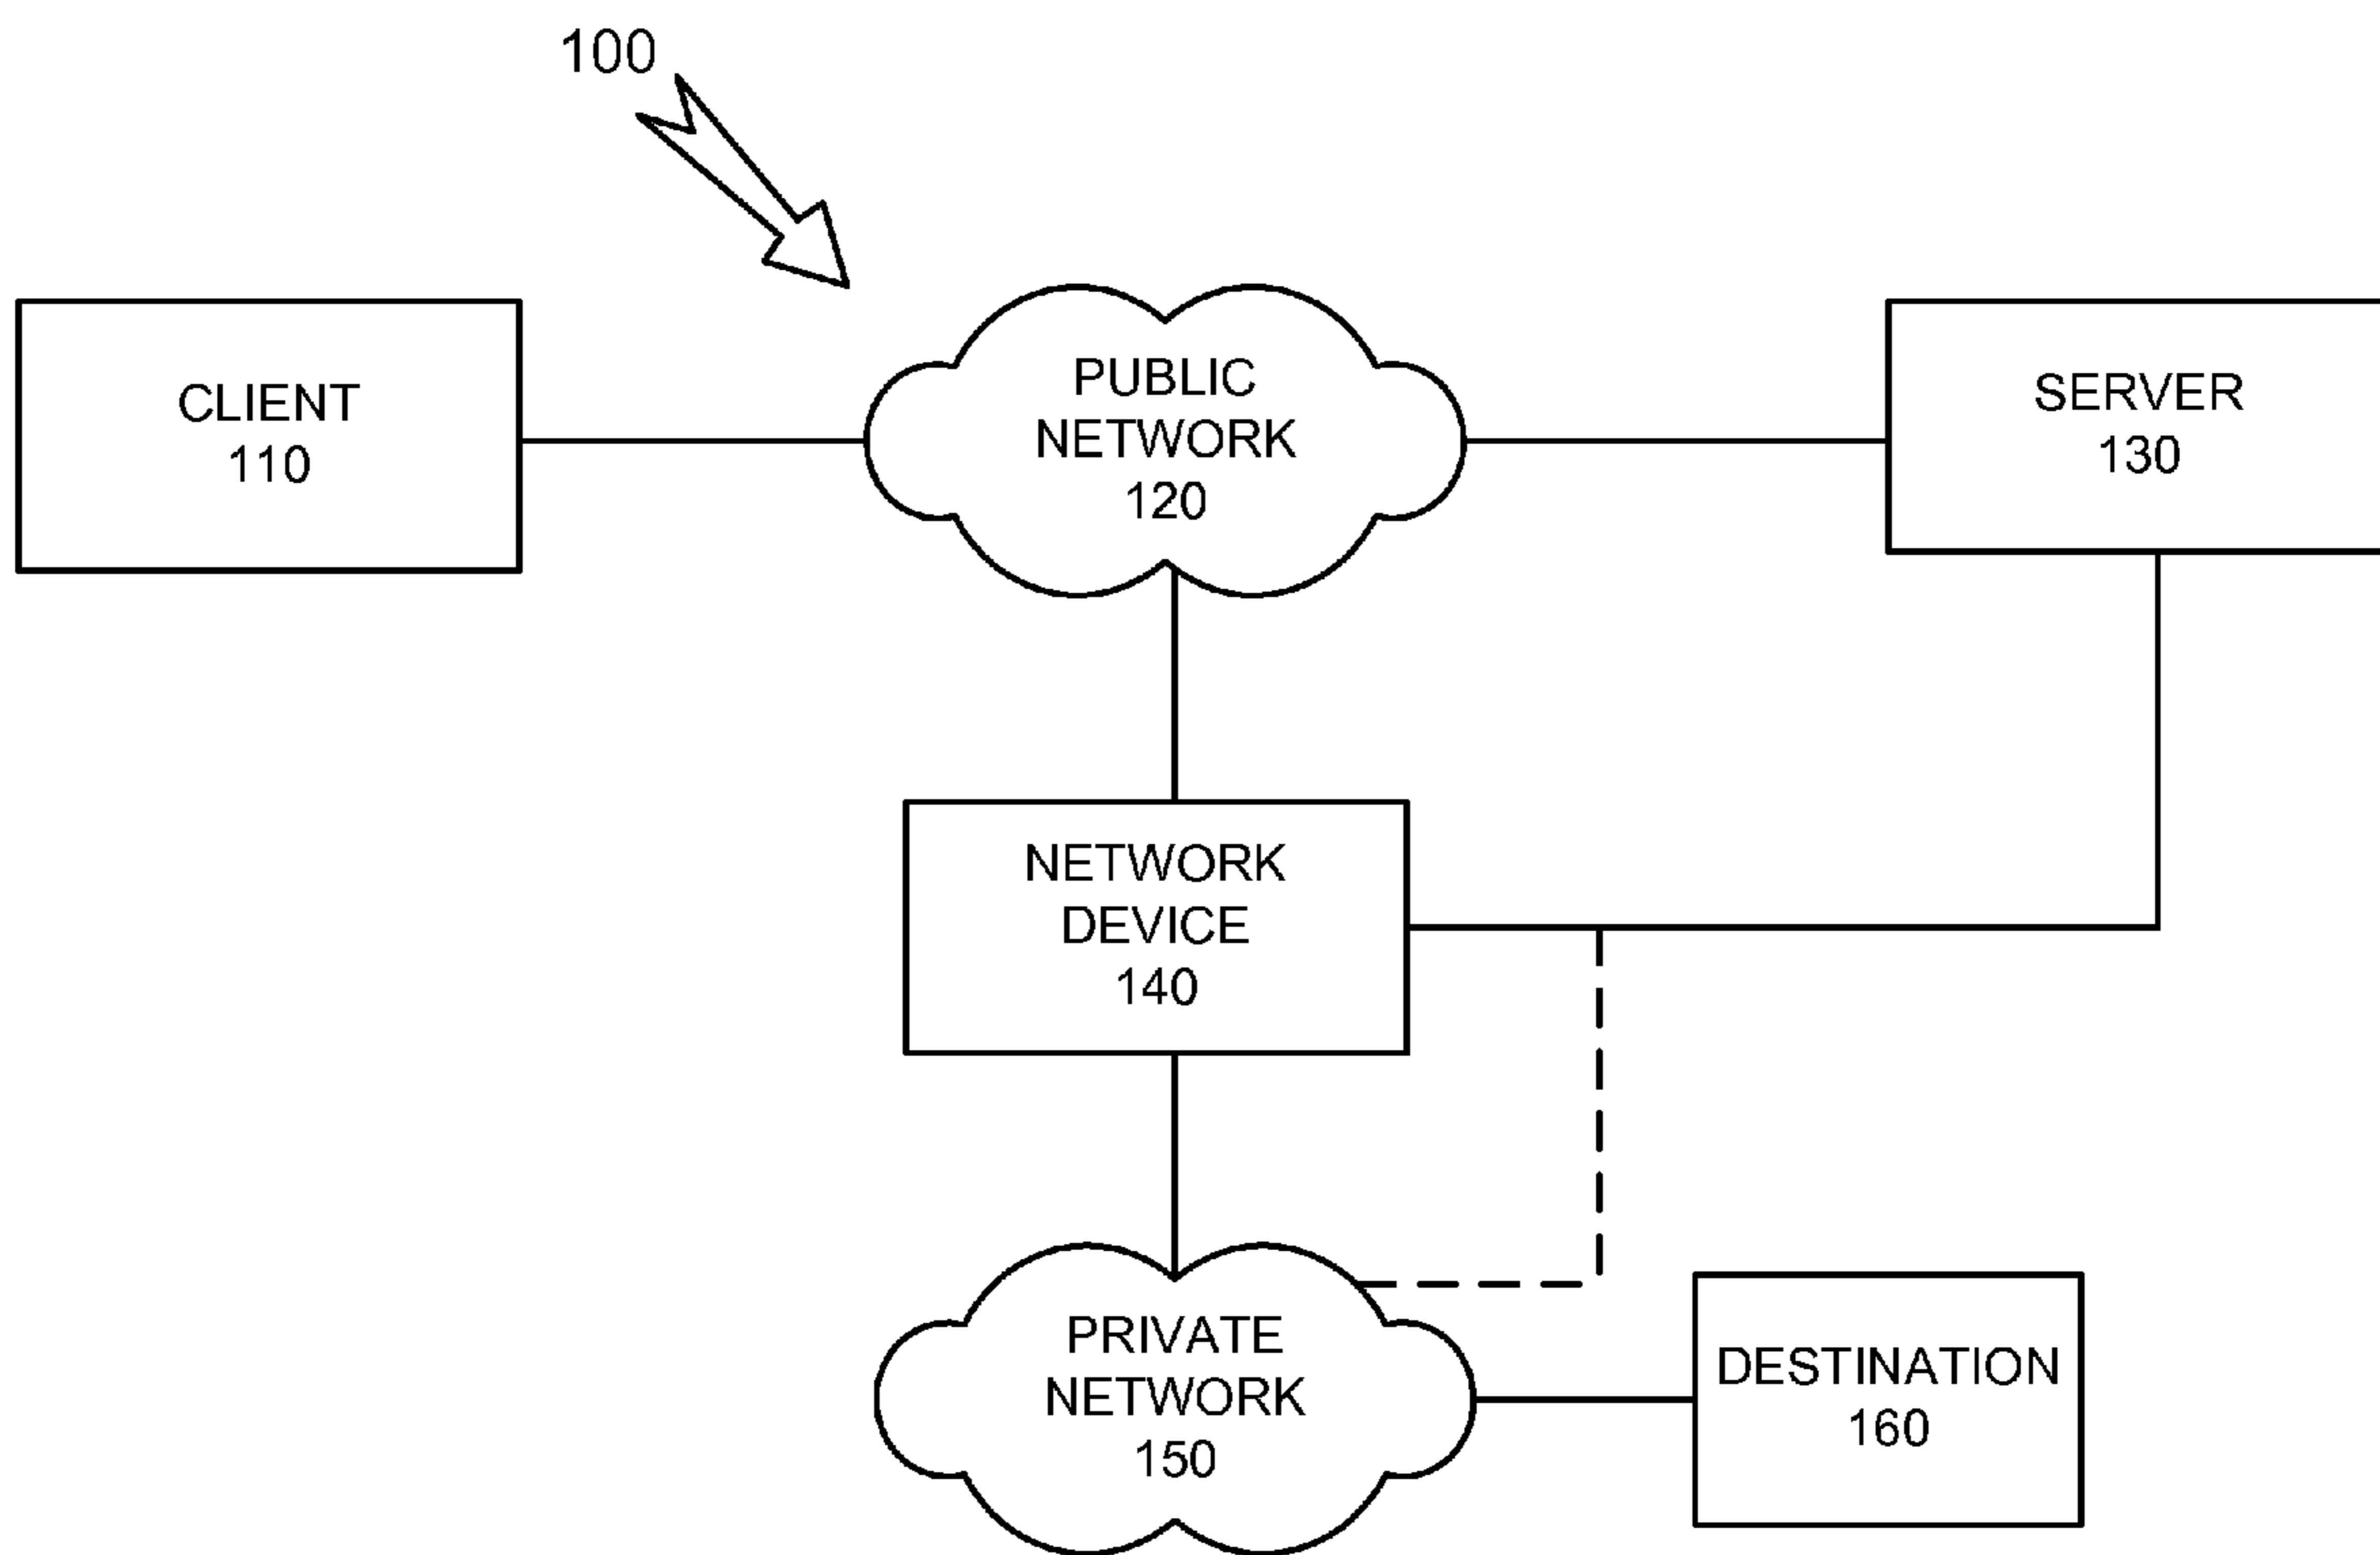 100
CLIENT
110
PUBLIC
NETWORK
120
SERVER
130
NETWORK
DEVICE
140
PRIVATE
NETWORK
150
DESTINATION
160